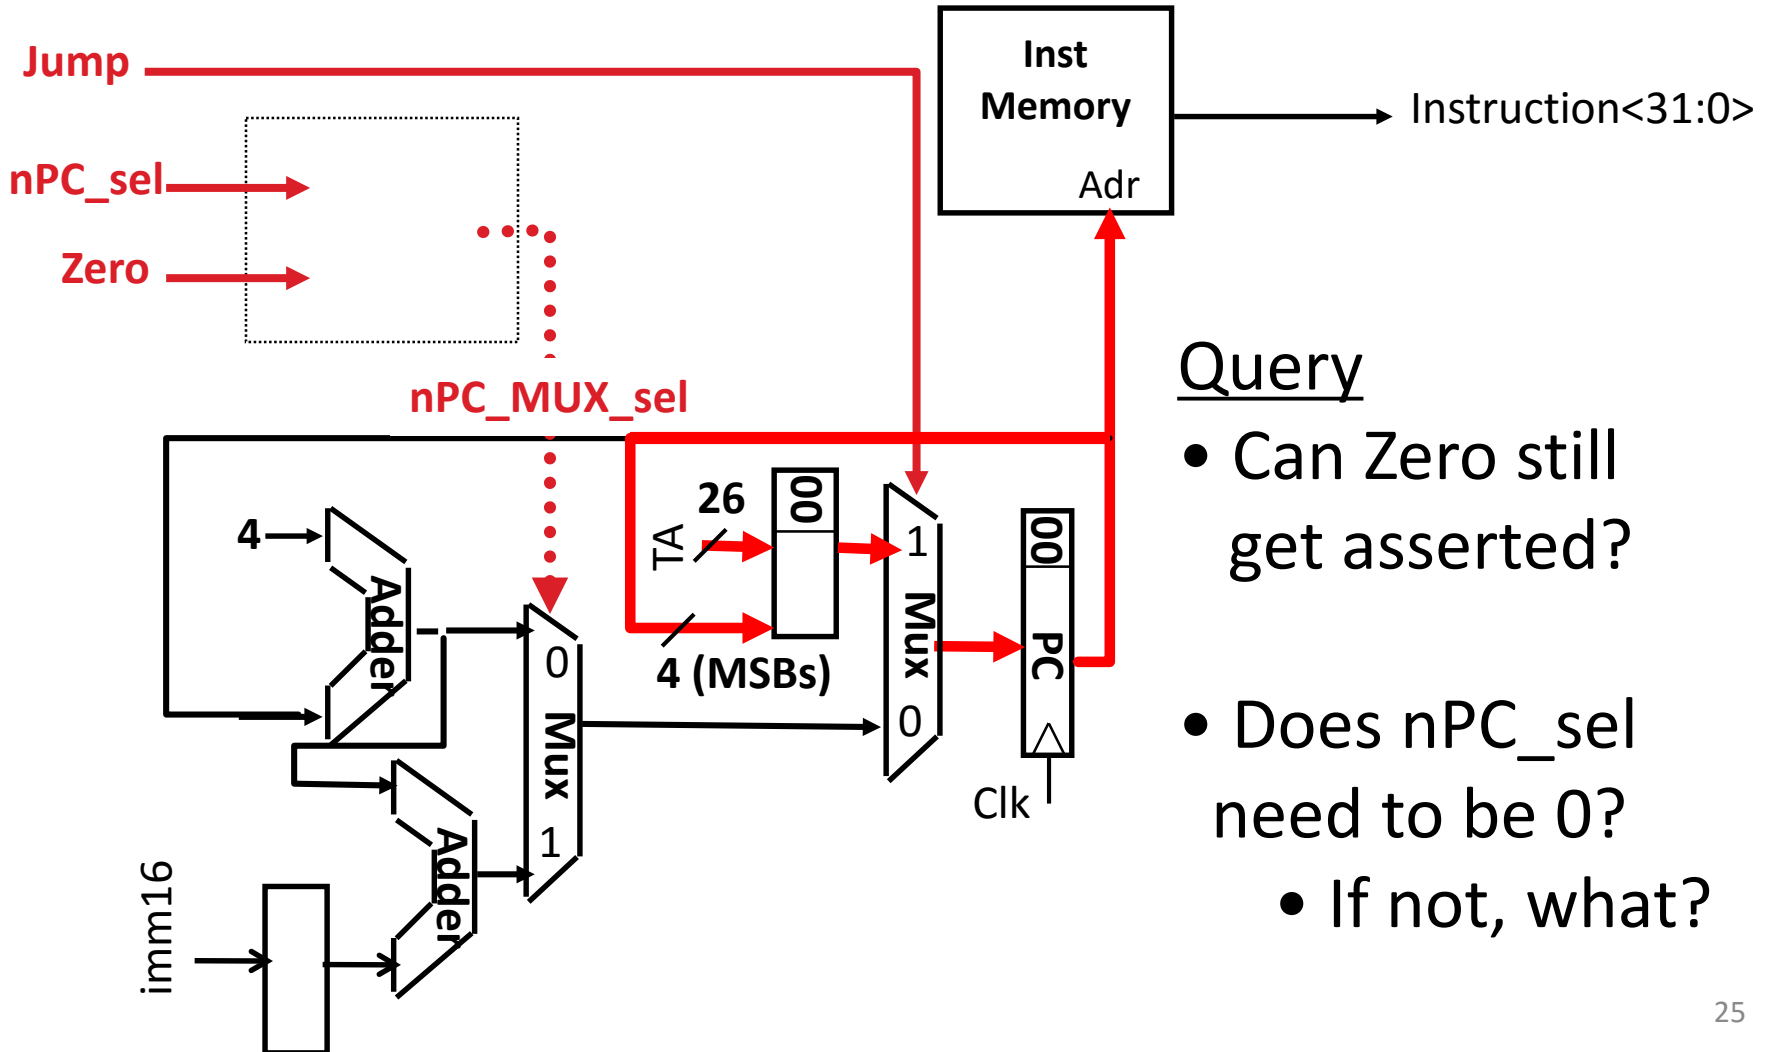 Jump
Inst
Memory
Adr
Instruction<31:0>
nPC_sel
Zero
nPC_MUX_sel
Query
• Can Zero still
get asserted?
• Does nPC_sel
need to be 0?
• If not, what?
4
Adder
0
Mux
1
TA
26
00
4 (MSBs)
1
Mux
0
00
PC
Clk
Adder
imm16
25